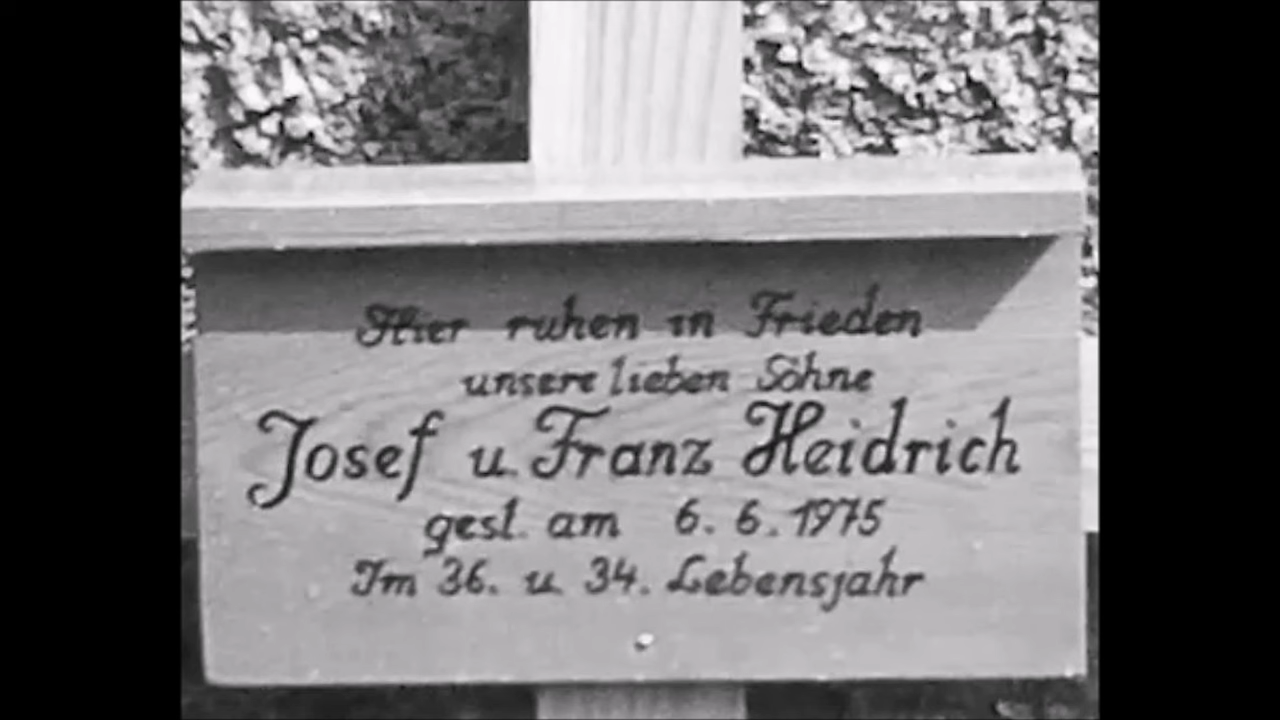 Hier ruhen in Frieden
unsere lieben Söhne
Josef u. Franz Heidrich
gest. am 6. 6. 1975
Im 36. u. 34. Lebensjahr